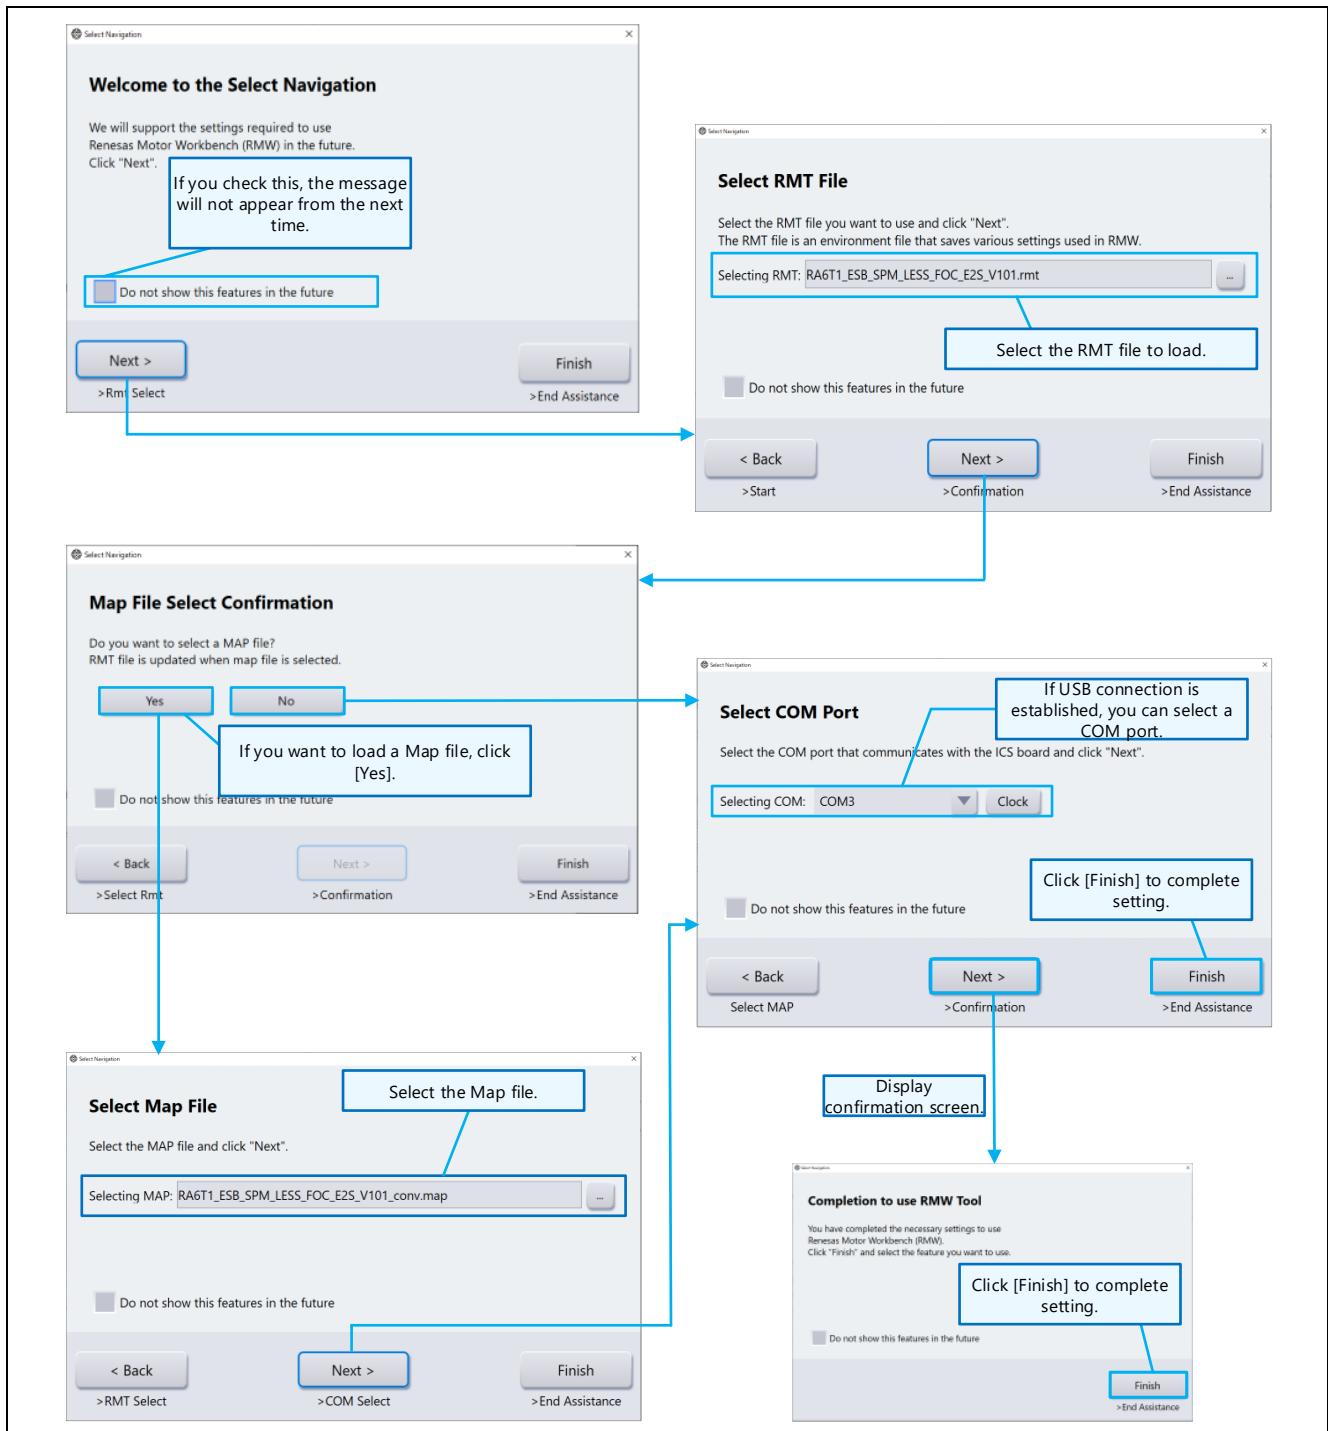 Select Navigation
Welcome to the Select Navigation
We will support the settings required to use
Renesas Motor Workbench (RMW) in the future.
Click "Next".
If you check this, the message
will not appear from the next
time.
Do not show this features in the future
Next >
>Rmt Select
Finish
>End Assistance
Select Navigation
Select RMT File
Select the RMT file you want to use and click "Next".
The RMT file is an environment file that saves various settings used in RMW.
Selecting RMT: RA6T1_ESB_SPM_LESS_FOC_E2S_V101.rmt ...
Select the RMT file to load.
Do not show this features in the future
< Back
>Start
Next >
>Confirmation
Finish
>End Assistance
Select Navigation
Map File Select Confirmation
Do you want to select a MAP file?
RMT file is updated when map file is selected.
Yes
No
If you want to load a Map file, click
[Yes].
Do not show this features in the future
< Back
>Select Rmt
Next >
>Confirmation
Finish
>End Assistance
Select Navigation
Select COM Port
If USB connection is
established, you can select a
COM port.
Select the COM port that communicates with the ICS board and click "Next".
Selecting COM: COM3 Clock
Click [Finish] to complete
setting.
Do not show this features in the future
< Back
Select MAP
Next >
>Confirmation
Finish
>End Assistance
Select Navigation
Select Map File
Select the Map file.
Select the MAP file and click "Next".
Selecting MAP: RA6T1_ESB_SPM_LESS_FOC_E2S_V101_conv.map ...
Do not show this features in the future
< Back
>RMT Select
Next >
>COM Select
Finish
>End Assistance
Display
confirmation screen.
Select Navigation
Completion to use RMW Tool
You have completed the necessary settings to use
Renesas Motor Workbench (RMW).
Click "Finish" and select the feature you want to use.
Click [Finish] to complete
setting.
Do not show this features in the future
Finish
>End Assistance